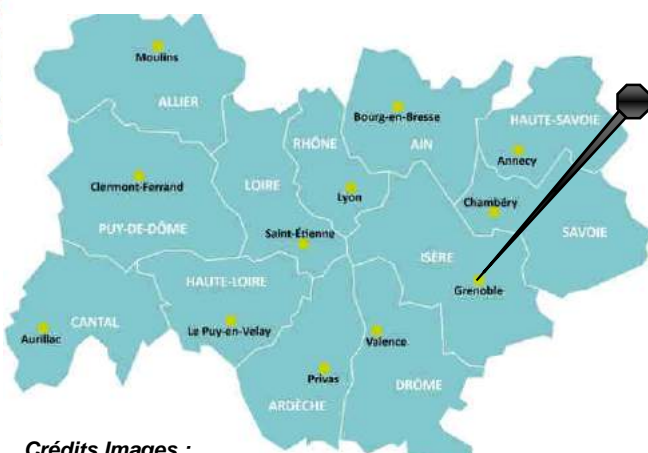 Moulins
ALLIER
Bourg-en-Bresse
HAUTE-SAVOIE
RHÔNE
AIN
Annecy
Clermont-Ferrand
LOIRE
Lyon
Chambéry
PUY-DE-DÔME
Saint-Étienne
SAVOIE
ISÈRE
HAUTE-LOIRE
Grenoble
CANTAL
Aurillac
Le Puy-en-Velay
Valence
Privas
DRÔME
ARDÈCHE
Crédits Images :